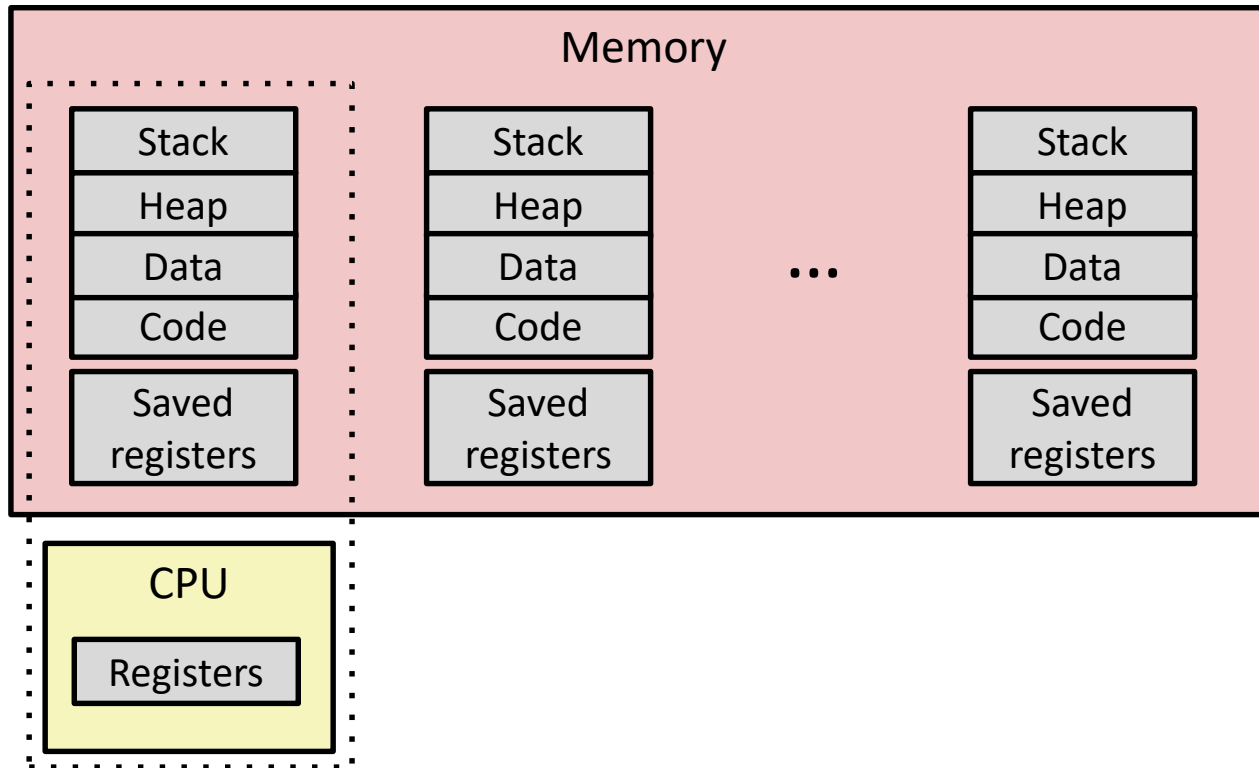 Memory
Stack
Heap
Data
Code
Saved
registers
Stack
Heap
Data
Code
Saved
registers
...
Stack
Heap
Data
Code
Saved
registers
CPU
Registers